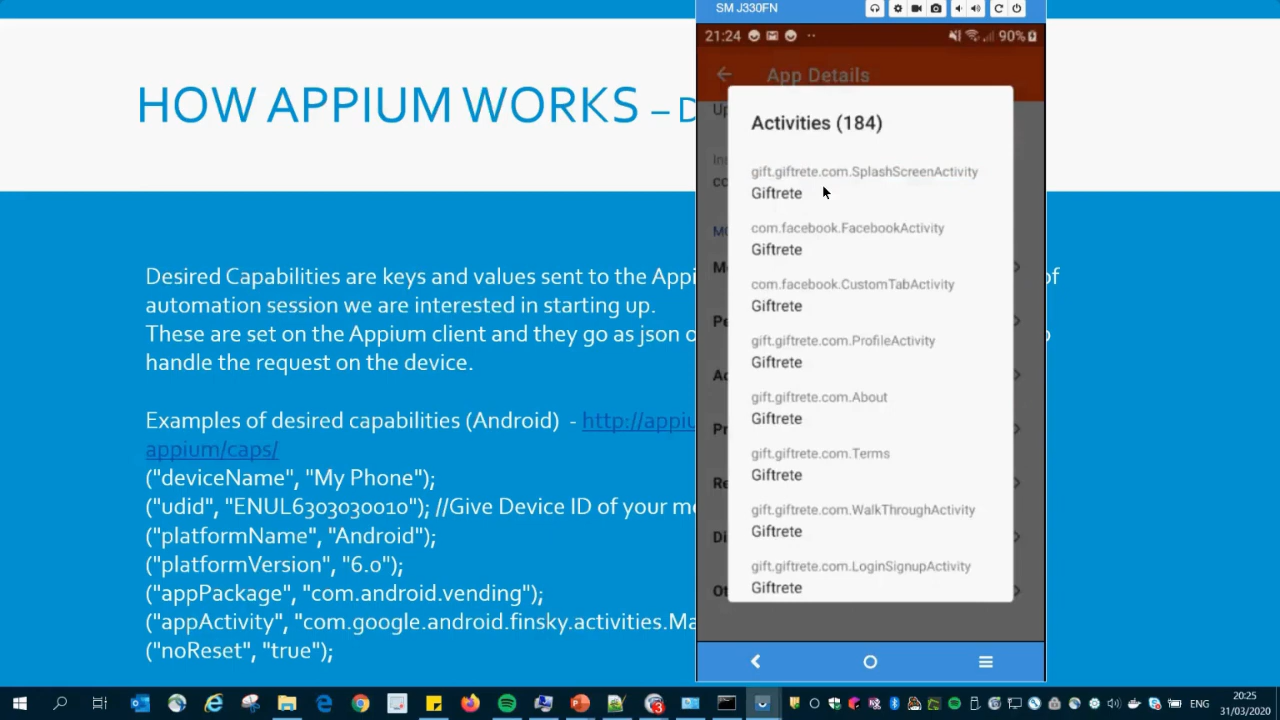 SM J330FN
21:24
90%
App Details
HOW APPIUM WORKS – D
Activities (184)
gift.giftrete.com.SplashScreenActivity
Giftrete
com.facebook.FacebookActivity
Giftrete
com.facebook.CustomTabActivity
Giftrete
gift.giftrete.com.ProfileActivity
Giftrete
gift.giftrete.com.About
Giftrete
gift.giftrete.com.Terms
Giftrete
gift.giftrete.com.WalkThroughActivity
Giftrete
gift.giftrete.com.LoginSignupActivity
Giftrete
Desired Capabilities are keys and values sent to the Appi of
automation session we are interested in starting up.
These are set on the Appium client and they go as json o
handle the request on the device.
Examples of desired capabilities (Android) - http://appiu
appium/caps/
("deviceName", "My Phone");
("udid", "ENUL6303030010"); //Give Device ID of your m
("platformName", "Android");
("platformVersion", "6.0");
("appPackage", "com.android.vending");
("appActivity", "com.google.android.finsky.activities.Ma
("noReset", "true");
ENG
20:25
31/03/2020